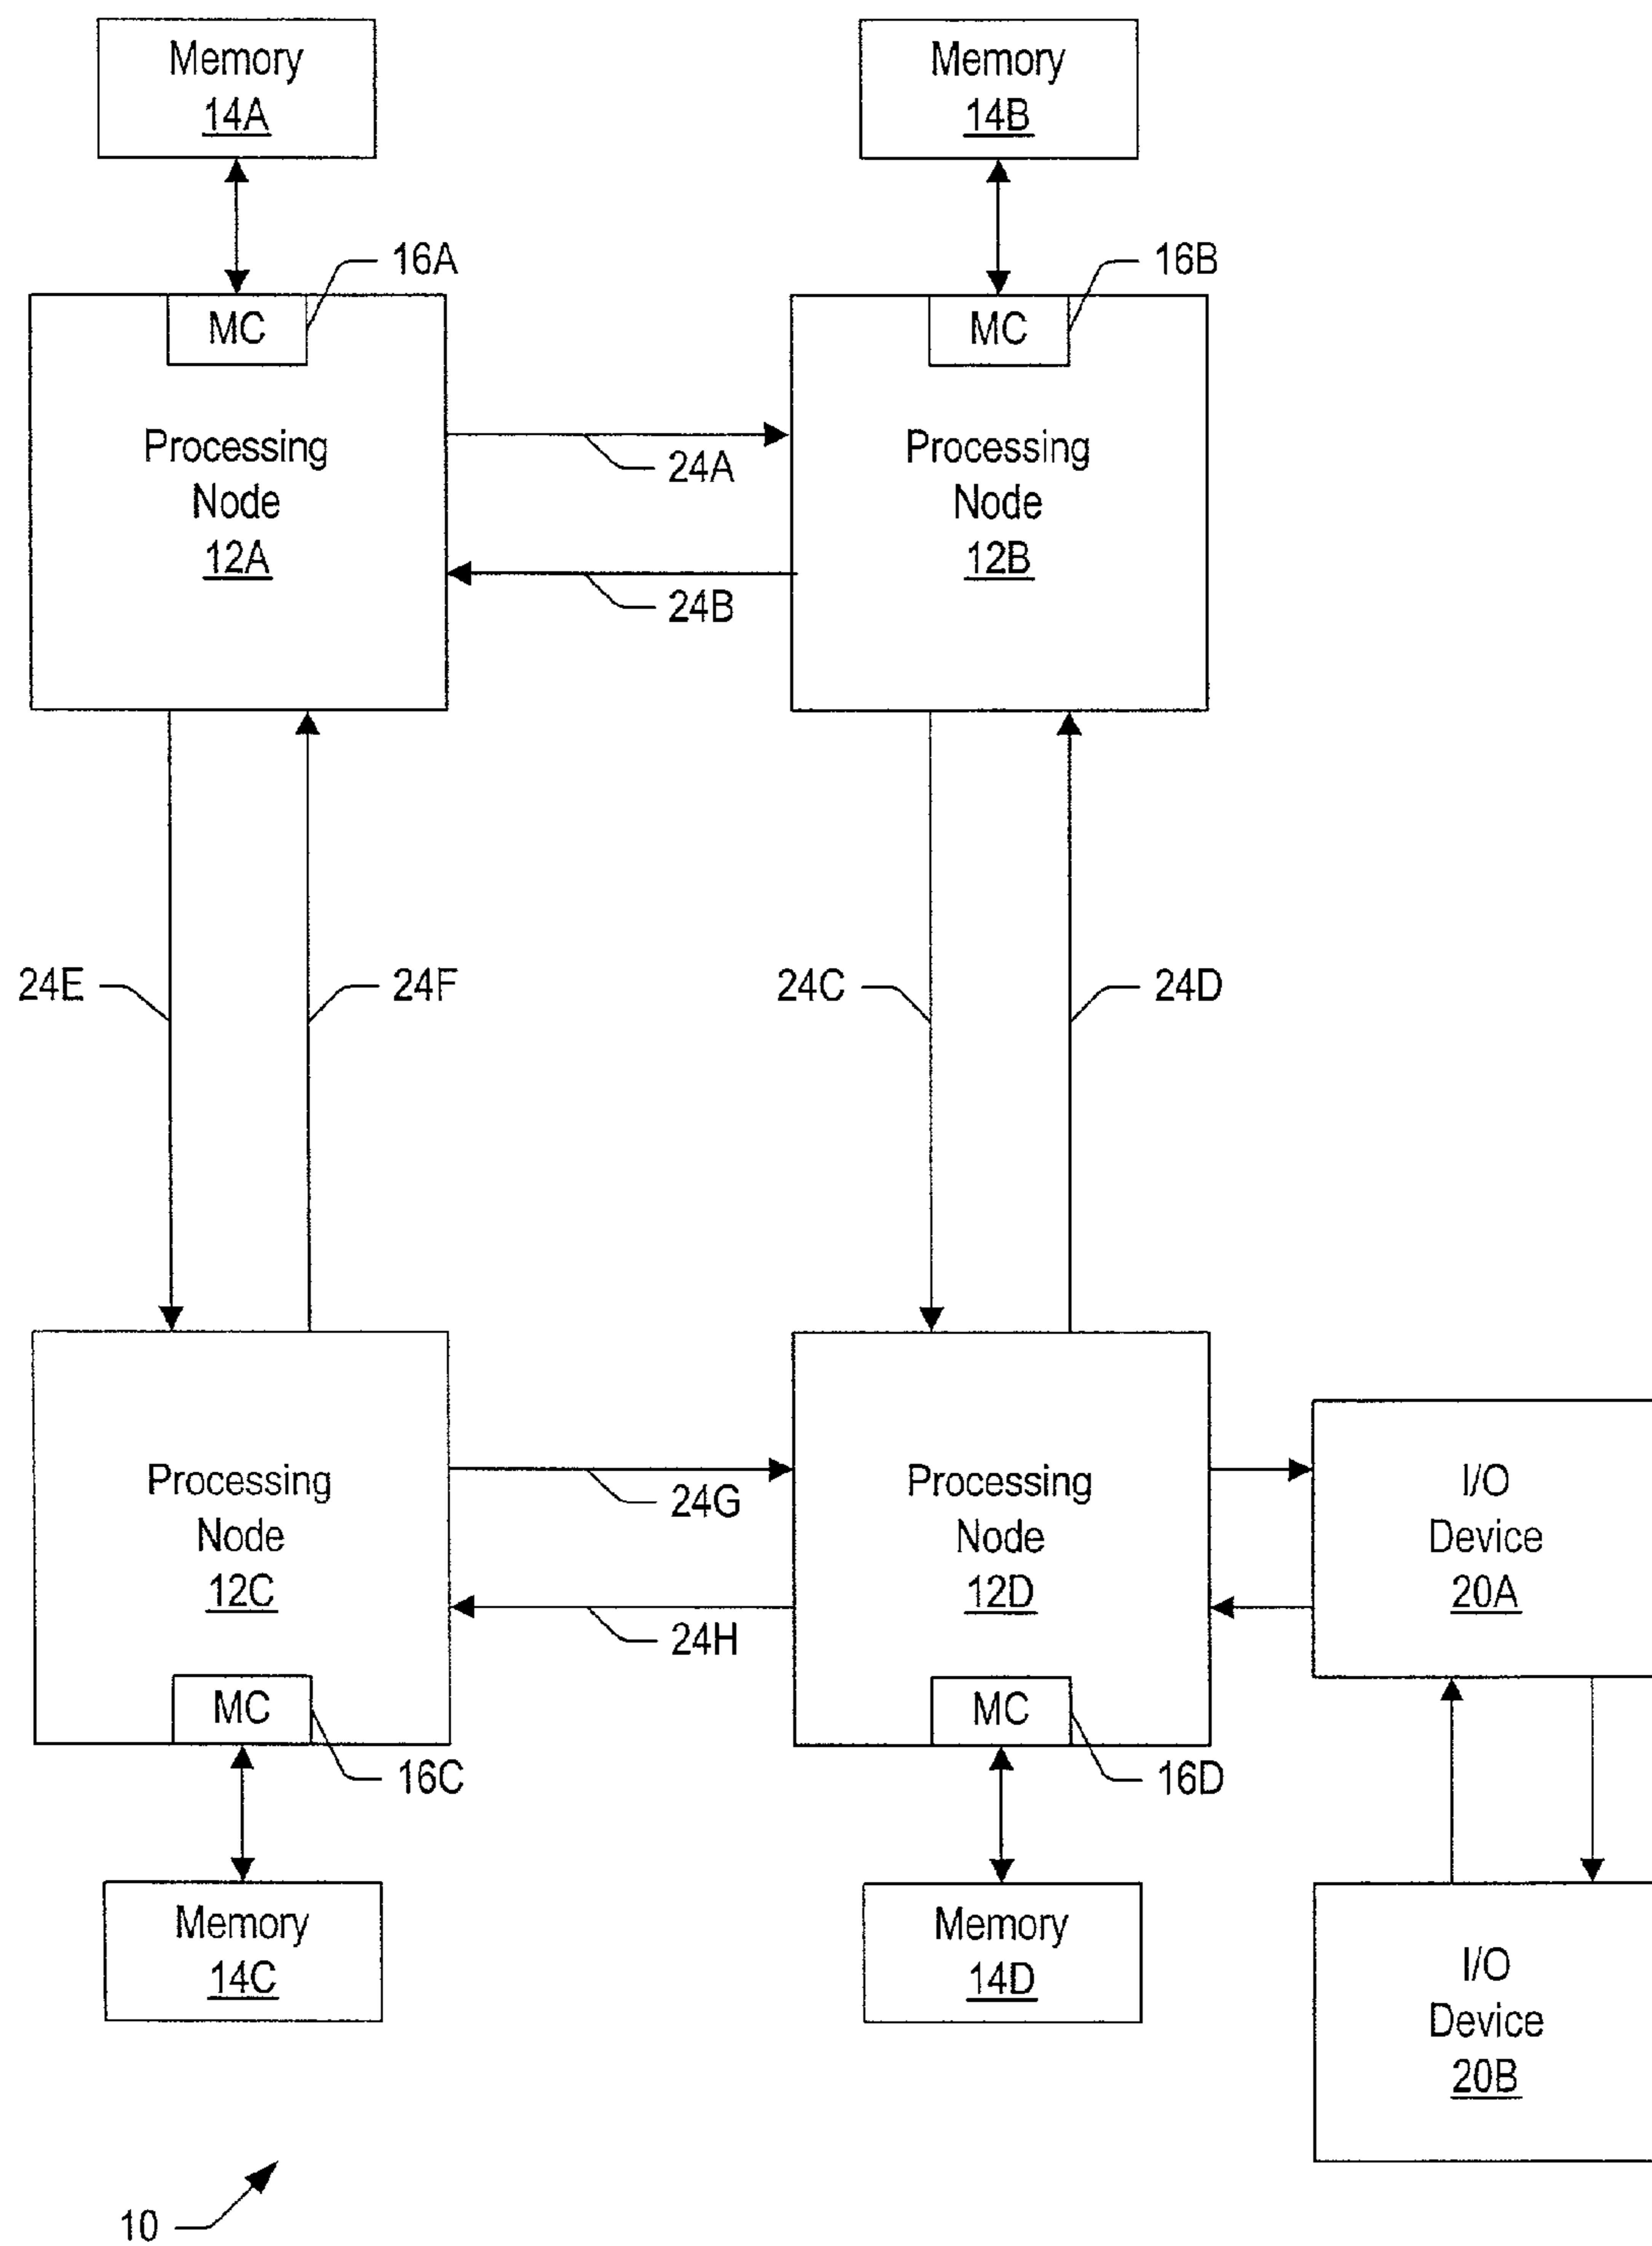 Memory
14A
Memory
14B
16A
16B
MC
MC
Processing
Node
12A
Processing
Node
12B
24A
24B
24E
24F
24C
24D
Processing
Node
12C
Processing
Node
12D
24G
24H
I/O
Device
20A
MC
MC
16C
16D
Memory
14C
Memory
14D
I/O
Device
20B
10